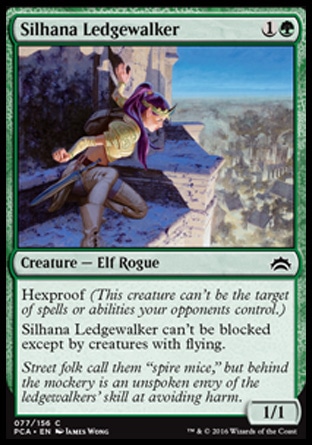 Silhana Ledgewalker 1
Creature — Elf Rogue
Hexproof (This creature can't be the target
of spells or abilities your opponents control.)
Silhana Ledgewalker can't be blocked
except by creatures with flying.
Street folk call them "spire mice," but behind
the mockery is an unspoken envy of the
ledgewalkers' skill at avoiding harm.
1/1
077/156 C
PCA • EN James Wong
™ & © 2016 Wizards of the Coast